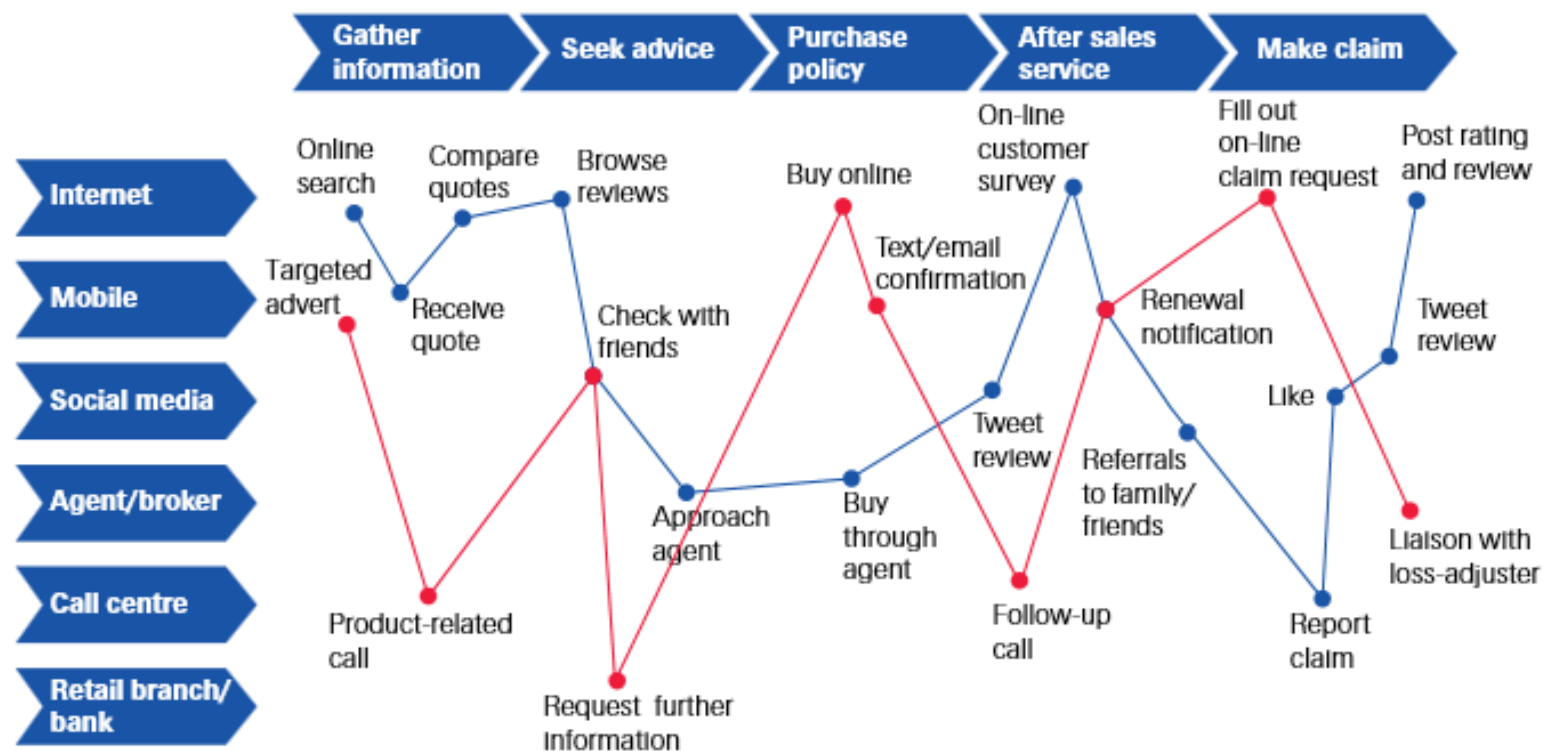 Gather
information
Seek advice
Purchase
policy
After sales
service
Make claim
Internet
Mobile
Social media
Agent/broker
Call centre
Retail branch/
bank
Online
search
Compare
quotes
Browse
reviews
Buy online
On-line
customer
survey
Fill out
on-line
claim request
Post rating
and review
Targeted
advert
Receive
quote
Check with
friends
Text/email
confirmation
Renewal
notification
Tweet
review
Like
Tweet
review
Referrals
to family/
friends
Approach
agent
Buy
through
agent
Liaison with
loss-adjuster
Product-related
call
Follow-up
call
Report
claim
Request further
information